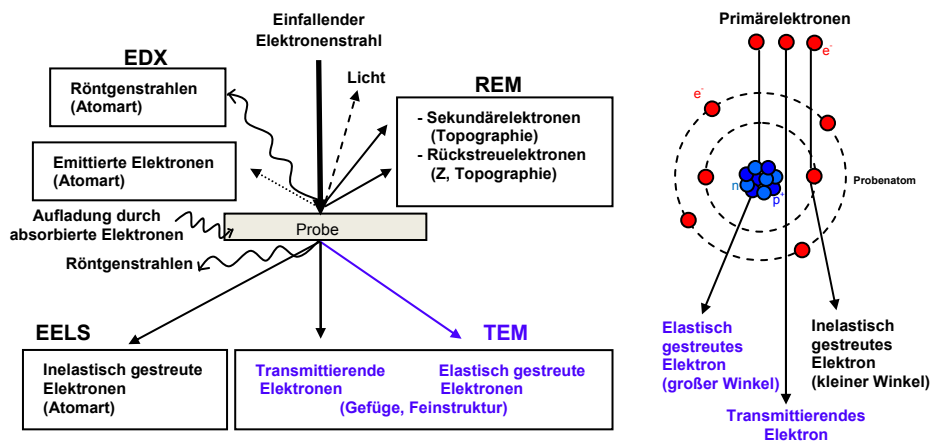 Einfallender
Elektronenstrahl
EDX
Röntgenstrahlen
(Atomart)
Licht
REM
- Sekundärelektronen
(Topographie)
- Rückstreuelektronen
(Z, Topographie)
Emittierte Elektronen
(Atomart)
Aufladung durch
absorbierte Elektronen
Probe
Röntgenstrahlen
EELS
Inelastisch gestreute
Elektronen
(Atomart)
TEM
Transmittierende
Elektronen
Elastisch gestreute
Elektronen
(Gefüge, Feinstruktur)
Primärelektronen
e-
e-
n
p+
Probenatom
Elastisch
gestreutes
Elektron
(großer Winkel)
Inelastisch
gestreutes
Elektron
(kleiner Winkel)
Transmittierendes
Elektron